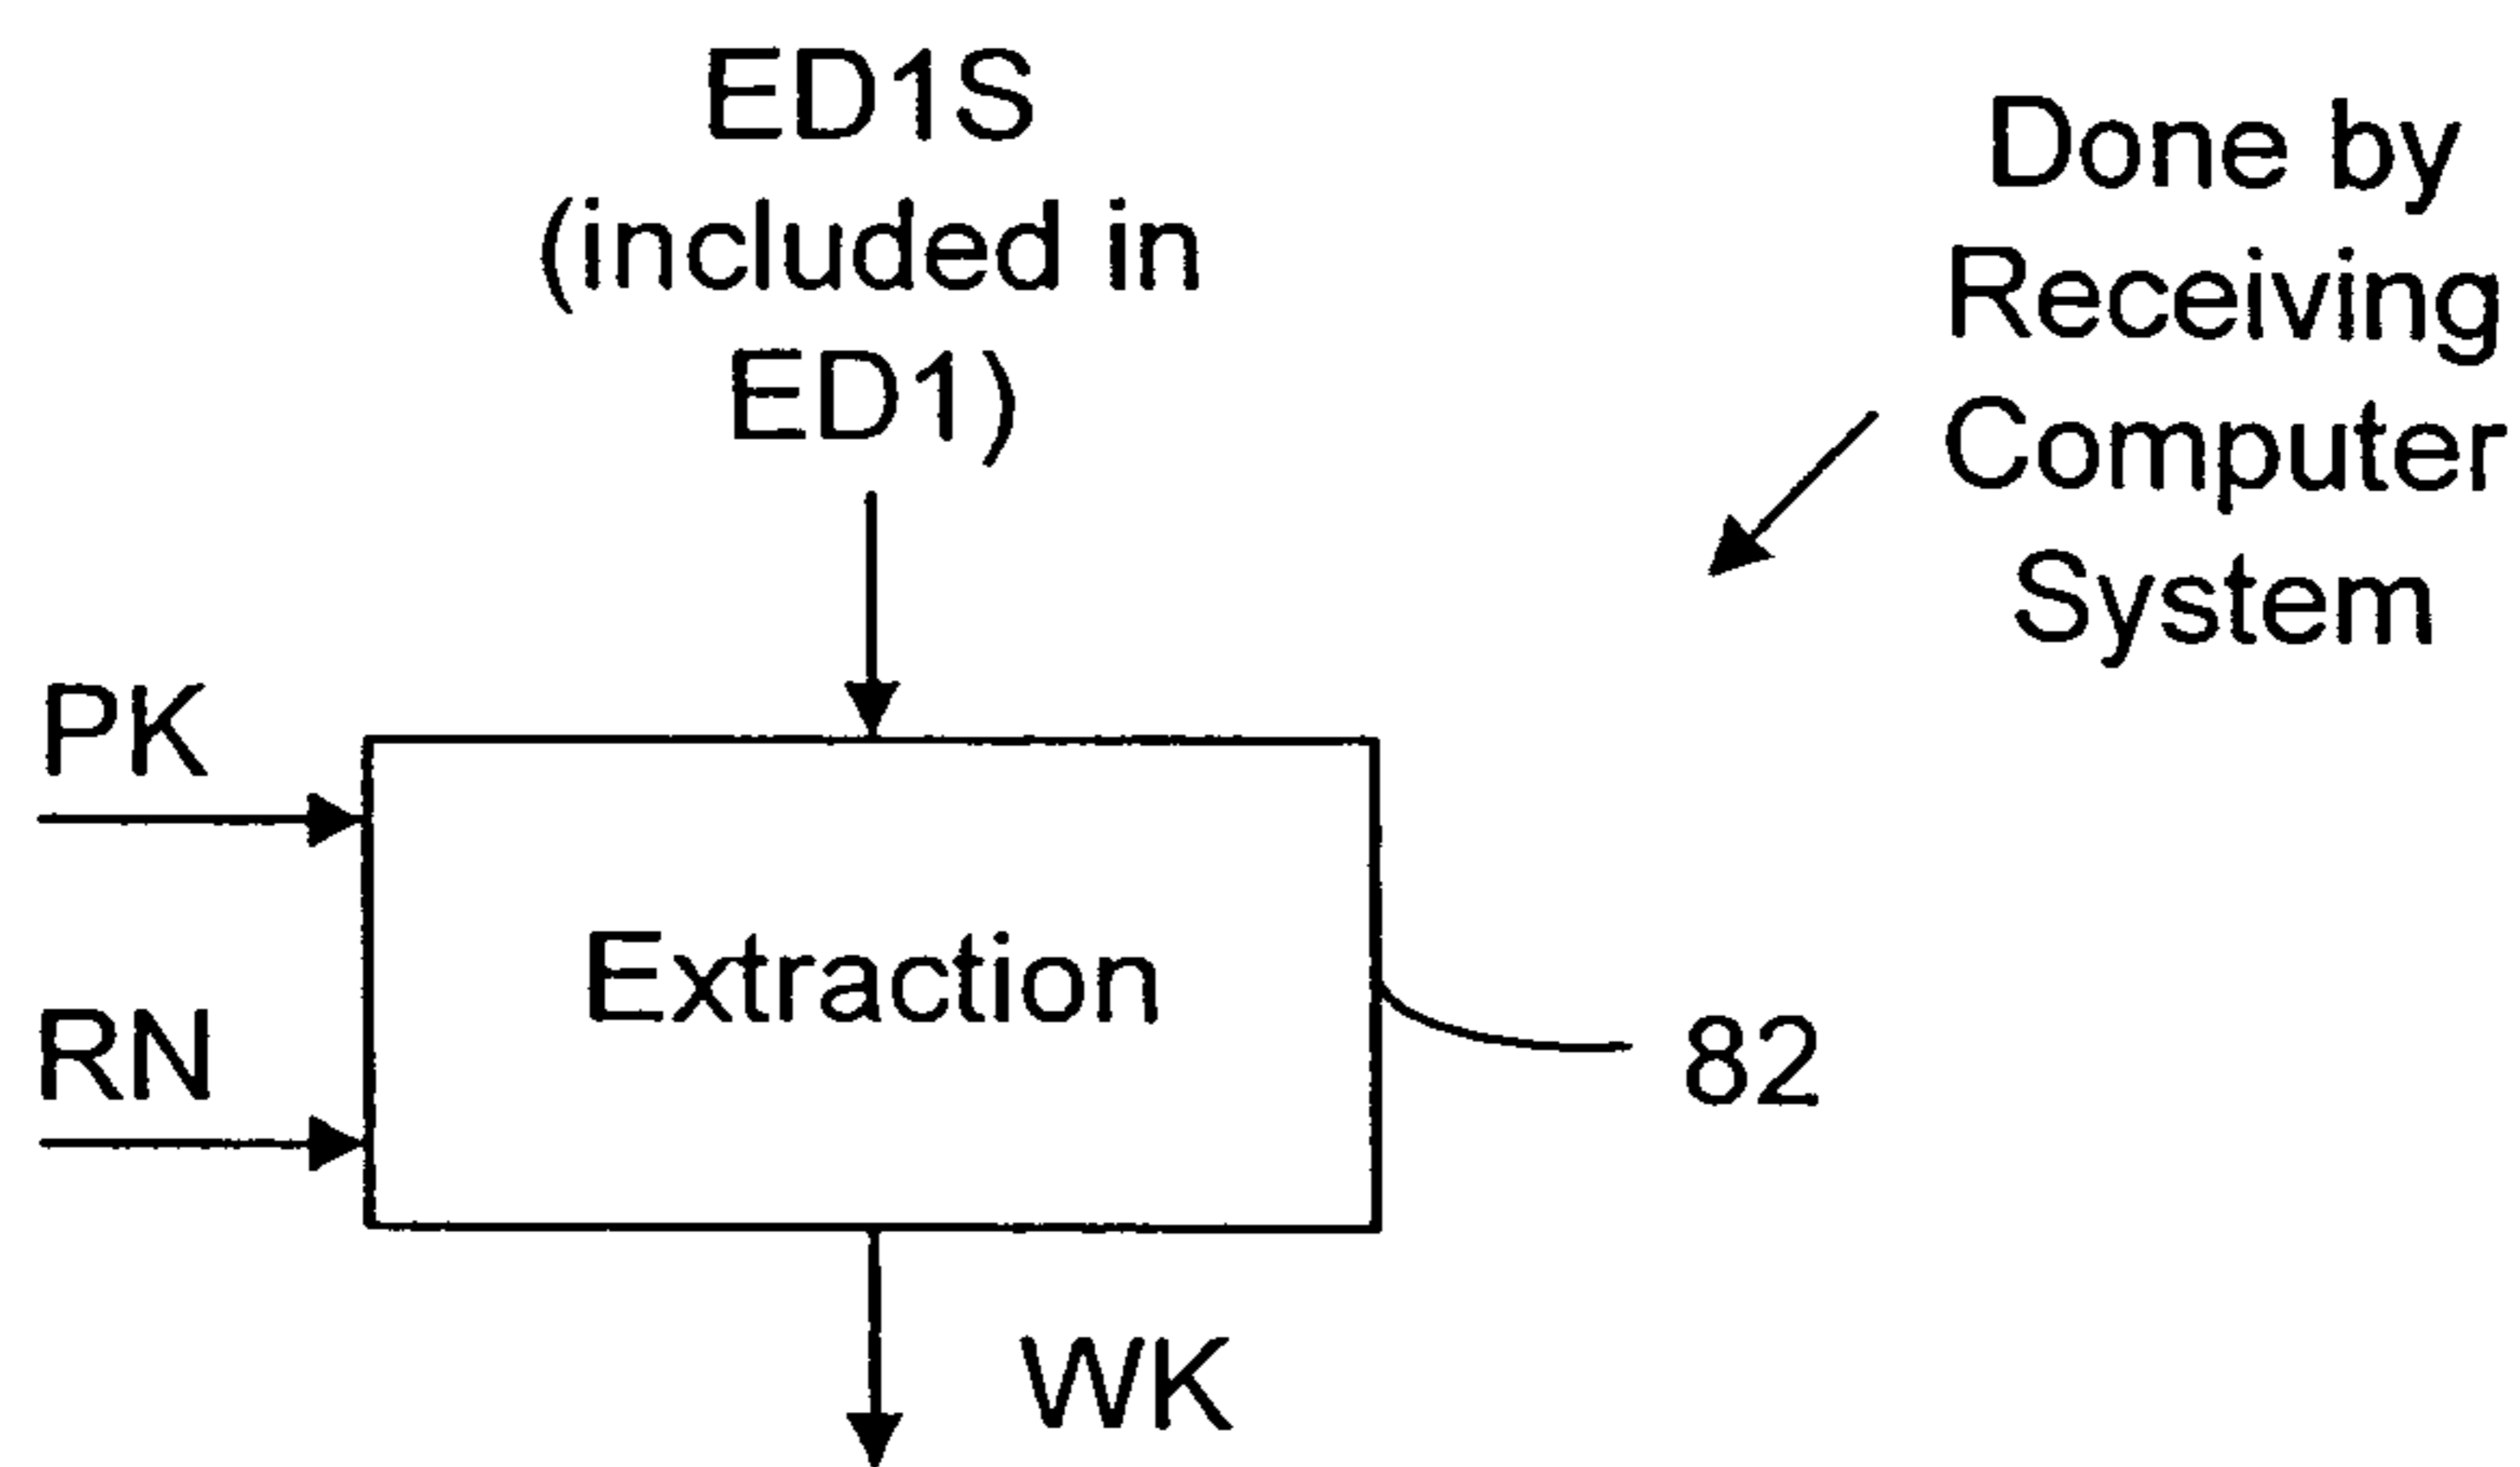 ED1S
(included in
ED1)
Done by
Receiving
Computer
System
PK
RN
Extraction
82
WK